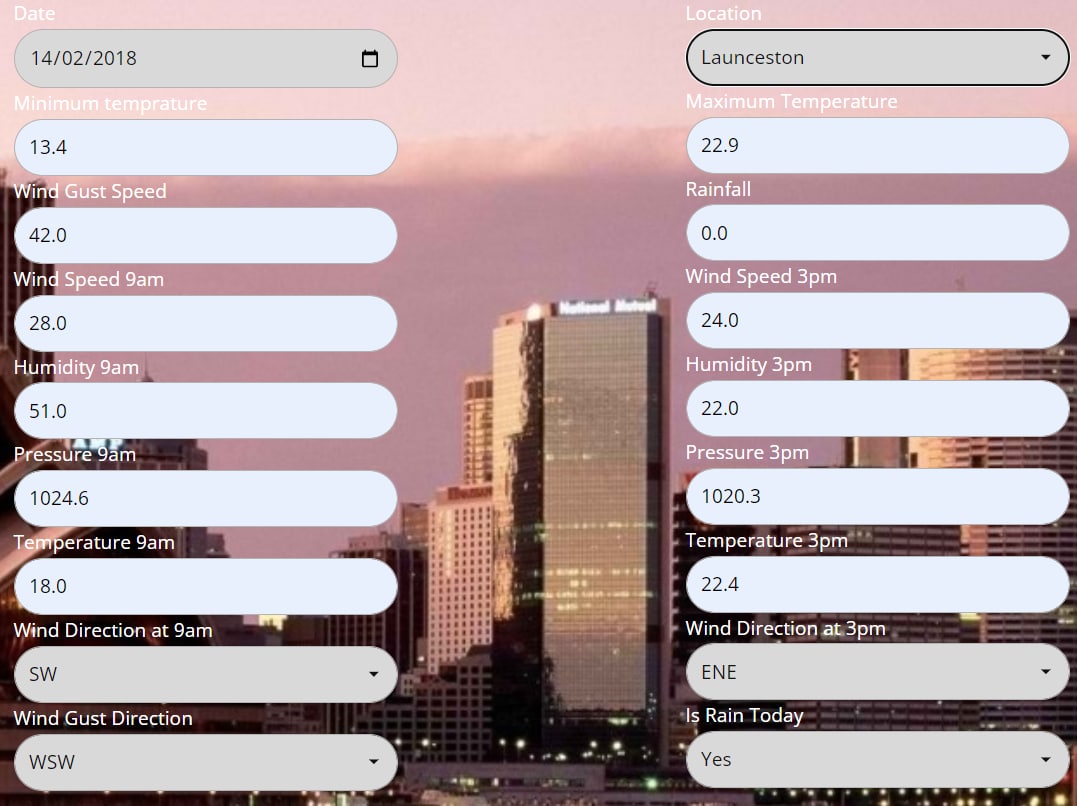 Date
Location
14/02/2018
Launceston
Minimum temprature
Maximum Temperature
13.4
22.9
Wind Gust Speed
Rainfall
42.0
0.0
Wind Speed 9am
Wind Speed 3pm
28.0
24.0
National Mutual
Humidity 9am
Humidity 3pm
51.0
22.0
AMP
Pressure 9am
Pressure 3pm
1024.6
1020.3
Temperature 9am
Temperature 3pm
18.0
22.4
Wind Direction at 9am
Wind Direction at 3pm
SW
ENE
Wind Gust Direction
Is Rain Today
WSW
Yes